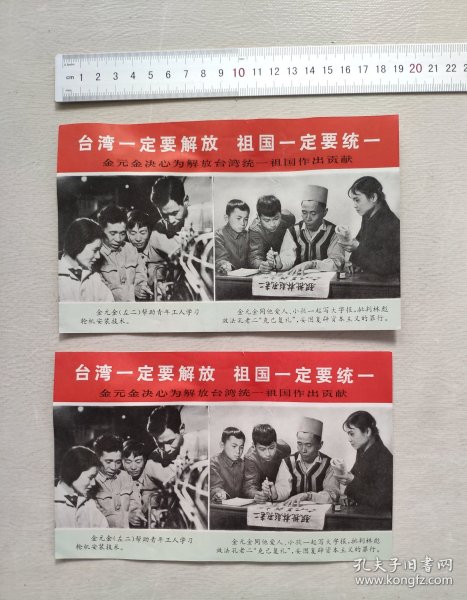 cm 1 2 3 4 5 6 7 8 9 10 11 12 13 14 15 16 17 18 19 20 21 22
台湾一定要解放 祖国一定要统一
金元金决心为解放台湾统一祖国作出贡献
金元金(左二)帮助青年工人学习
轮机安装技术。
金元金同他爱人、小孩一起写大字报,批判林彪
效法孔老二“克己复礼”,妄图复辟资本主义的罪行。
台湾一定要解放 祖国一定要统一
金元金决心为解放台湾统一祖国作出贡献
金元金(左二)帮助青年工人学习
轮机安装技术。
金元金同他爱人、小孩一起写大字报,批判林彪
效法孔老二“克己复礼”,妄图复辟资本主义的罪行。
孔夫子旧书网
kongfz.com